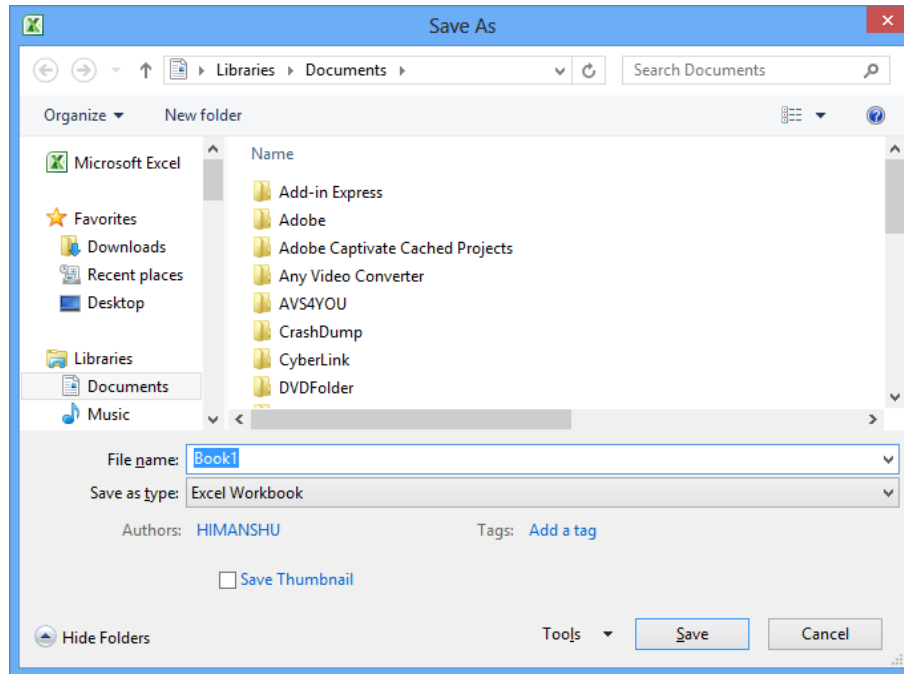 Save As
Libraries Documents Search Documents
Organize New folder
Microsoft Excel
Favorites
Downloads
Recent places
Desktop
Libraries
Documents
Music
Name
Add-in Express
Adobe
Adobe Captivate Cached Projects
Any Video Converter
AVS4YOU
CrashDump
CyberLink
DVDFolder
File name: Book1
Save as type: Excel Workbook
Authors: HIMANSHU Tags: Add a tag
Save Thumbnail
Hide Folders Tools Save Cancel